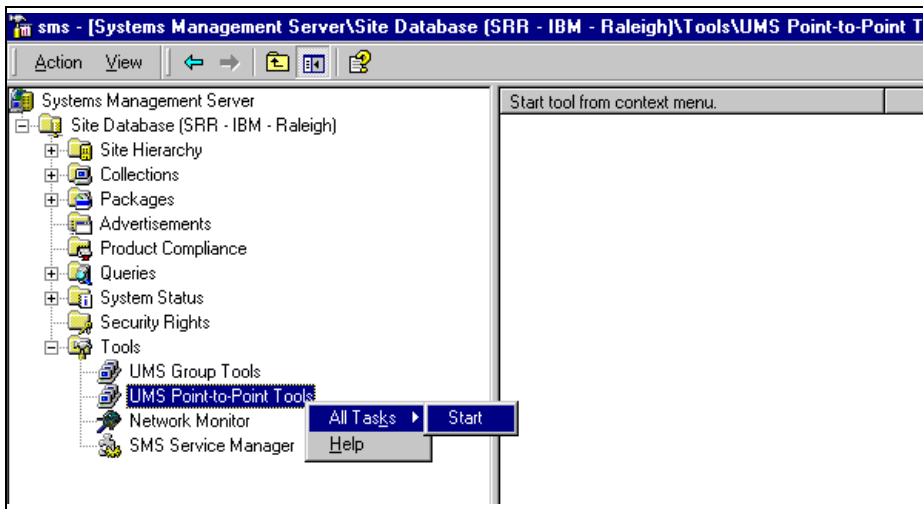 sms - [Systems Management Server\Site Database (SRR - IBM - Raleigh)\Tools\UMS Point-to-Point T
Action View
Systems Management Server
Start tool from context menu.
Site Database (SRR - IBM - Raleigh)
Site Hierarchy
Collections
Packages
Advertisements
Product Compliance
Queries
System Status
Security Rights
Tools
UMS Group Tools
UMS Point-to-Point Tools
Network Monitor
All Tasks Start
SMS Service Manager
Help